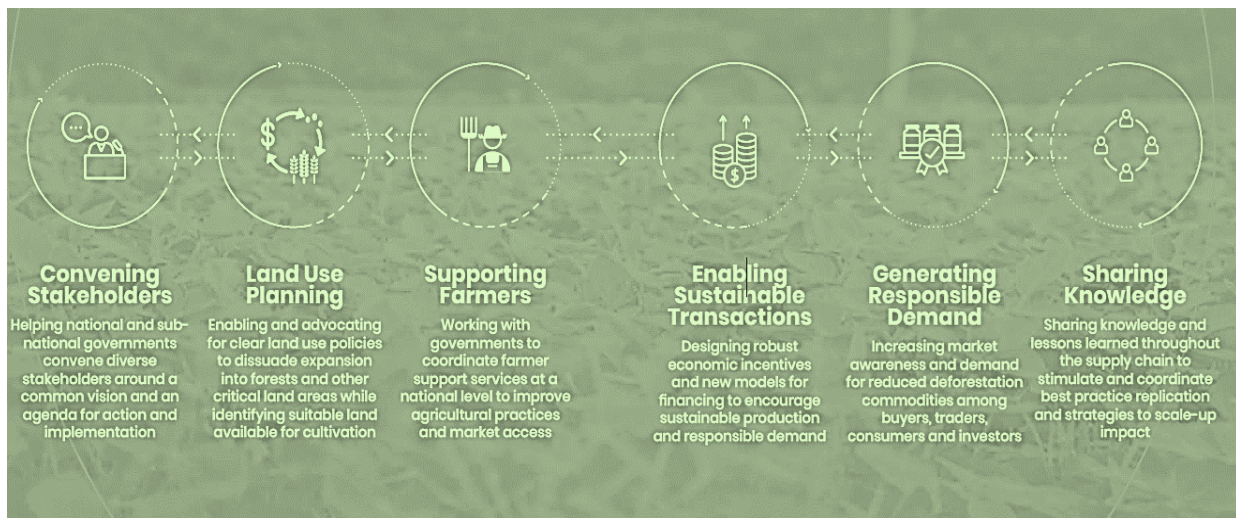 Convening
Stakeholders
Helping national and sub-
national governments
convene diverse
stakeholders around a
common vision and an
agenda for action and
implementation
Land Use
Planning
Enabling and advocating
for clear land use policies
to dissuade expansion
into forests and other
critical land areas while
identifying suitable land
available for cultivation
Supporting
Farmers
Working with
governments to
coordinate farmer
support services at a
national level to improve
agricultural practices
and market access
Enabling
Sustainable
Transactions
Designing robust
economic incentives
and new models for
financing to encourage
sustainable production
and responsible demand
Generating
Responsible
Demand
Increasing market
awareness and demand
for reduced deforestation
commodities among
buyers, traders,
consumers and investors
Sharing
Knowledge
Sharing knowledge and
lessons learned throughout
the supply chain to
stimulate and coordinate
best practice replication
and strategies to scale-up
impact